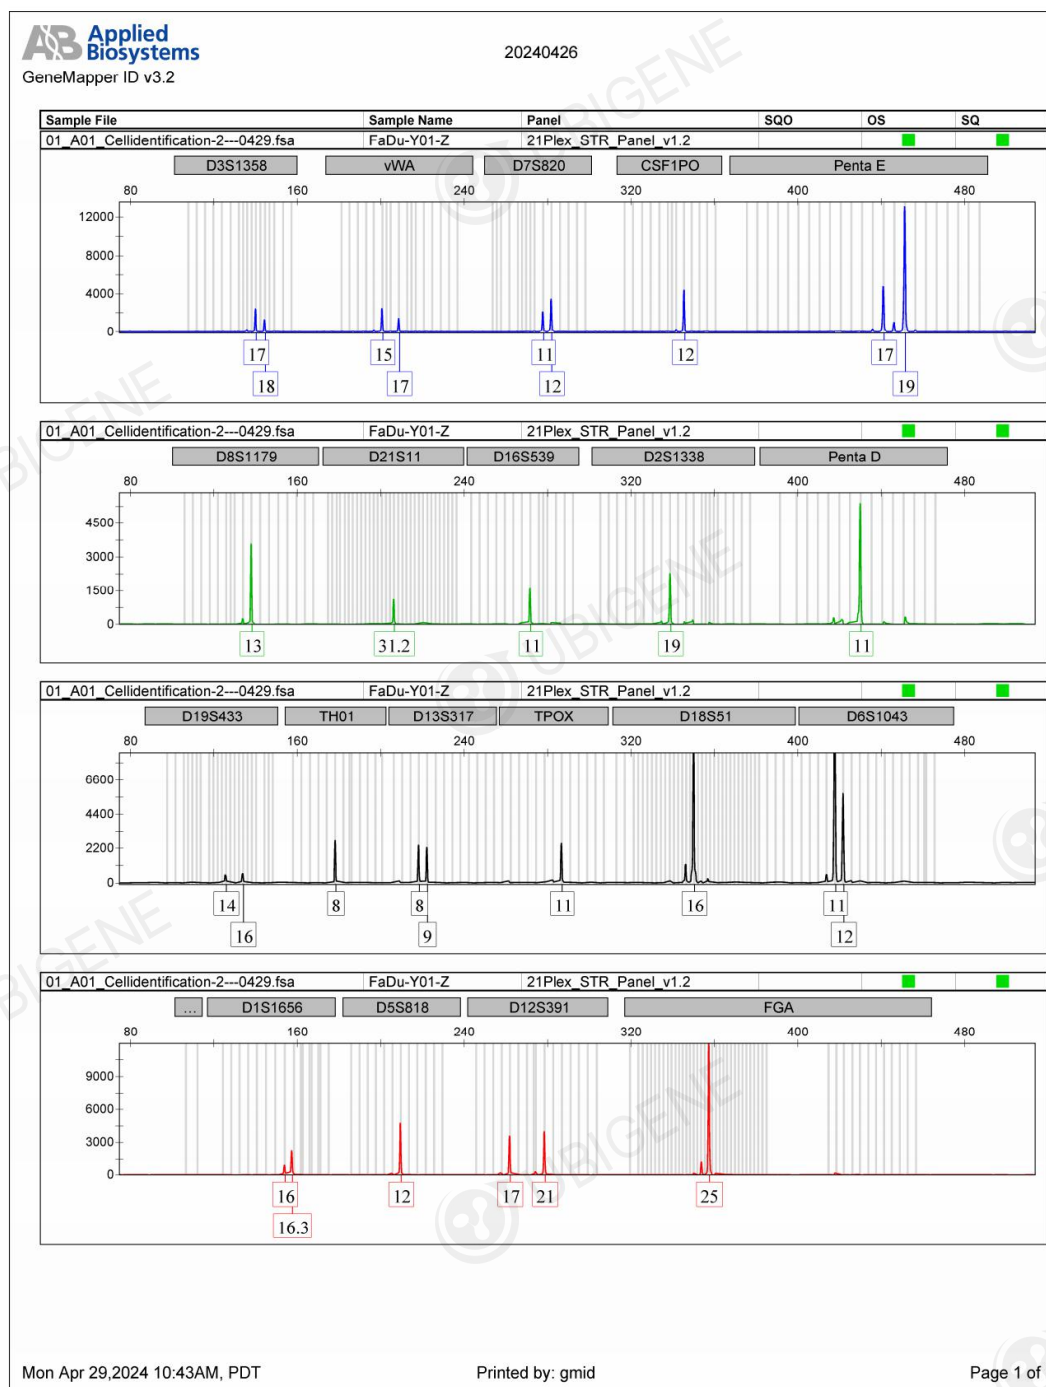 Applied
Biosystems
GeneMapper ID v3.2
20240426
Sample File Sample Name Panel SQO OS SQ
01_A01_Cellidentification-2---0429.fsa FaDu-Y01-Z 21Plex_STR_Panel_v1.2
D3S1358 vWA D7S820 CSF1PO Penta E
80 160 240 320 400 480
12000
8000
4000
0
17 15 11 12 17
18 17 12 19
01_A01_Cellidentification-2---0429.fsa FaDu-Y01-Z 21Plex_STR_Panel_v1.2
D8S1179 D21S11 D16S539 D2S1338 Penta D
80 160 240 320 400 480
4500
3000
1500
0
13 31.2 11 19 11
01_A01_Cellidentification-2---0429.fsa FaDu-Y01-Z 21Plex_STR_Panel_v1.2
D19S433 TH01 D13S317 TPOX D18S51 D6S1043
80 160 240 320 400 480
6600
4400
2200
0
14 8 8 11 16 11
16 9 12
01_A01_Cellidentification-2---0429.fsa FaDu-Y01-Z 21Plex_STR_Panel_v1.2
... D1S1656 D5S818 D12S391 FGA
80 160 240 320 400 480
9000
6000
3000
0
16 12 17 21 25
16.3
Mon Apr 29,2024 10:43AM, PDT Printed by: gmid Page 1 of
UBIGENE
UBIGENE
UBIGENE
UBIGENE
UBIGENE